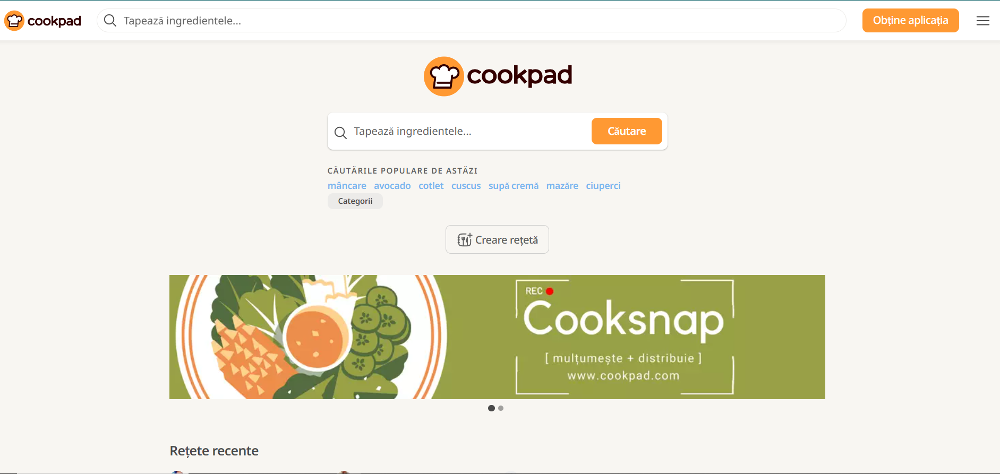 cookpad
Tapează ingredientele...
Obține aplicația
cookpad
Tapează ingredientele...
Căutare
CĂUTĂRILE POPULARE DE ASTĂZI
mâncare avocado cotlet cuscus supă cremă mazăre ciuperci
Categorii
Creare rețetă
REC
Cooksnap
[ mulțumește + distribuie ]
www.cookpad.com
Rețete recente